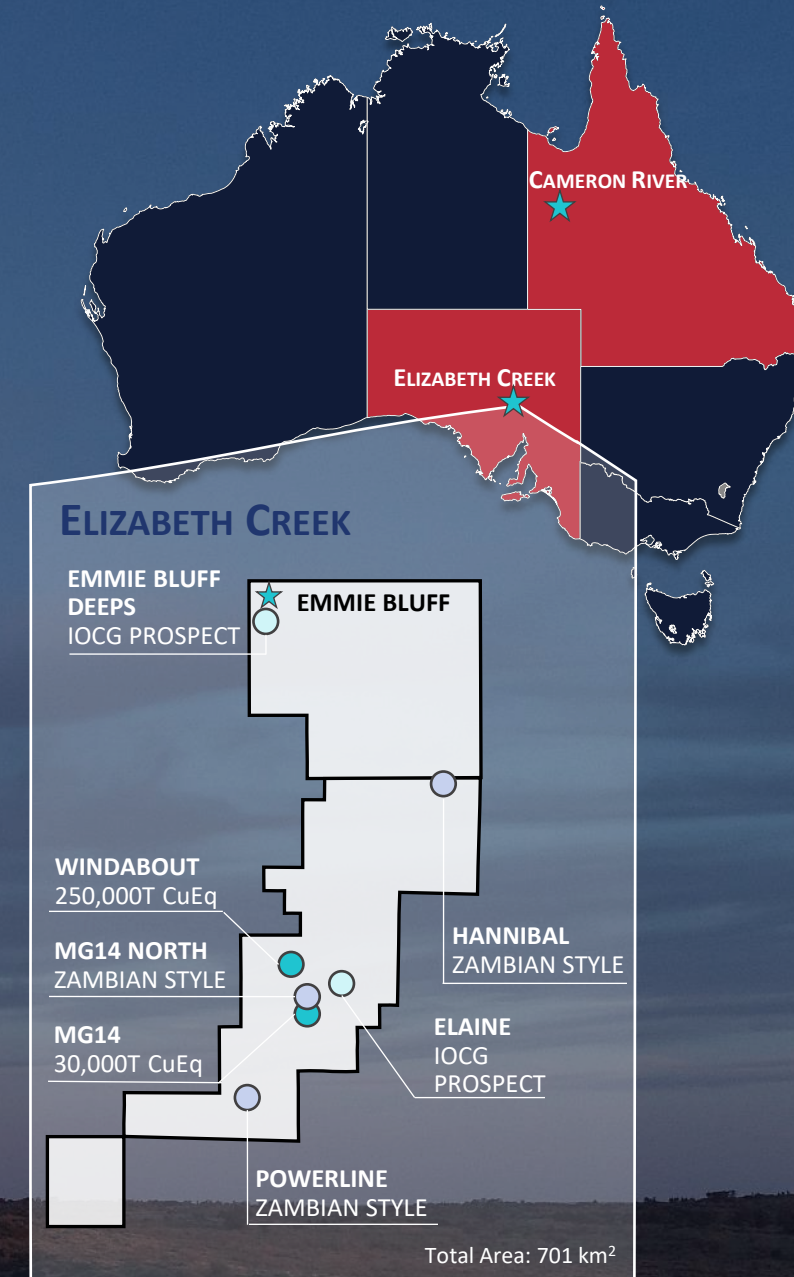 CAMERON RIVER
ELIZABETH CREEK
ELIZABETH CREEK
EMMIE BLUFF
DEEPS
IOCG PROSPECT
EMMIE BLUFF
WINDABOUT
250,000T CuEq
MG14 NORTH
ZAMBIAN STYLE
MG14
30,000T CuEq
HANNIBAL
ZAMBIAN STYLE
ELAINE
IOCG
PROSPECT
POWERLINE
ZAMBIAN STYLE
Total Area: 701 km²